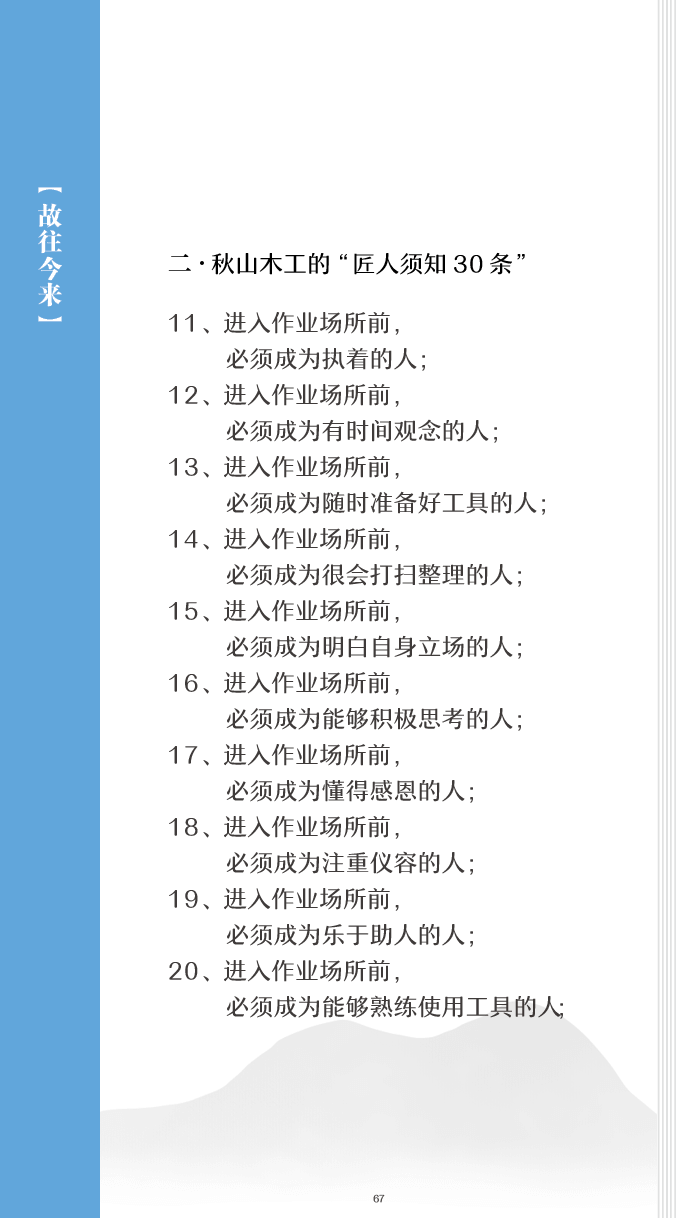 【故往今来】
二·秋山木工的“匠人须知30条”
11、进入作业场所前，
必须成为执着的人；
12、进入作业场所前，
必须成为有时间观念的人；
13、进入作业场所前，
必须成为随时准备好工具的人；
14、进入作业场所前，
必须成为很会打扫整理的人；
15、进入作业场所前，
必须成为明白自身立场的人；
16、进入作业场所前，
必须成为能够积极思考的人；
17、进入作业场所前，
必须成为懂得感恩的人；
18、进入作业场所前，
必须成为注重仪容的人；
19、进入作业场所前，
必须成为乐于助人的人；
20、进入作业场所前，
必须成为能够熟练使用工具的人；
67